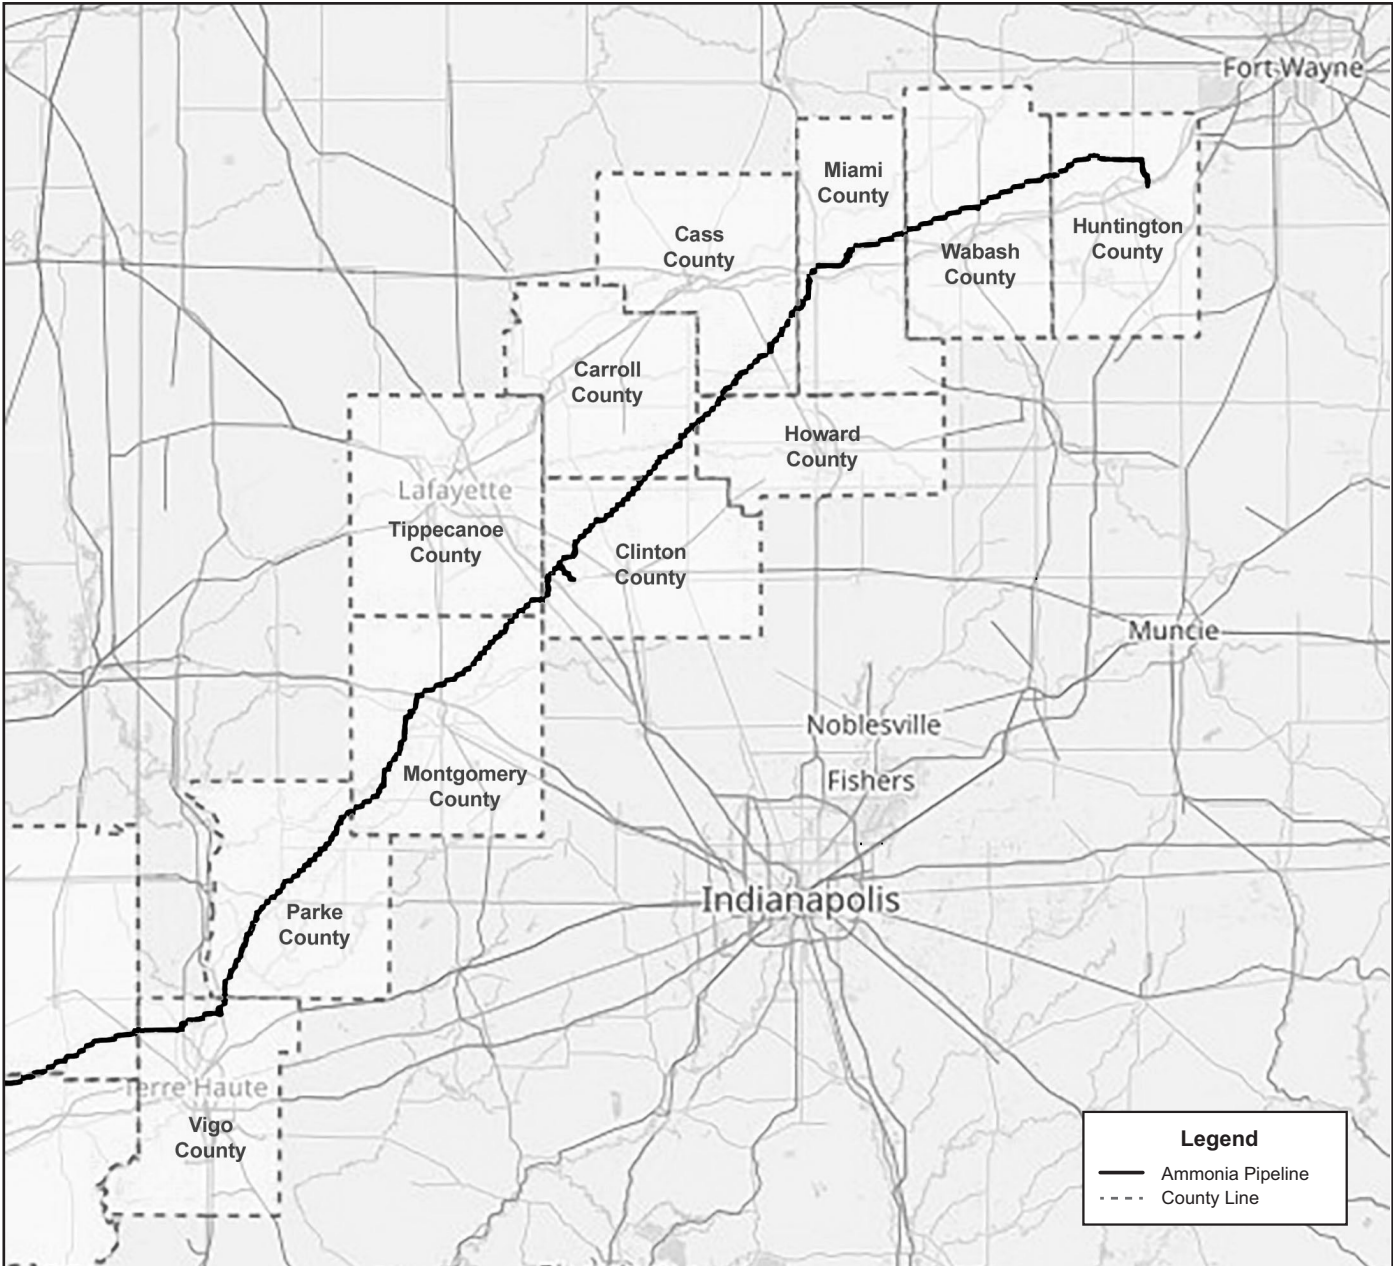 Fort Wayne
Miami
County
Cass
County
Huntington
County
Wabash
County
Carroll
County
Howard
County
Lafayette
Tippecanoe
County
Clinton
County
Muncie
Noblesville
Fishers
Montgomery
County
Indianapolis
Parke
County
Terre Haute
Vigo
County
Legend
Ammonia Pipeline
County Line